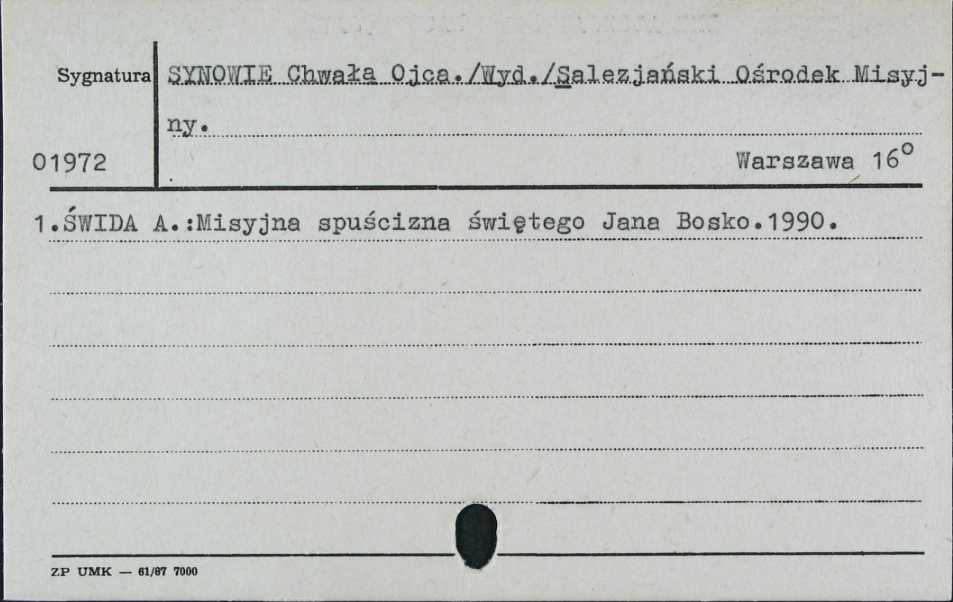 Sygnatura SYNOWIE Chwałą Ojca./Wyd./Salezjański Ośrodek Misyj-
ny.
01972 Warszawa 16°
1.ŚWIDA A.:Misyjna spuścizna świętego Jana Bosko.1990.
ZP UMK — 61/87 7000